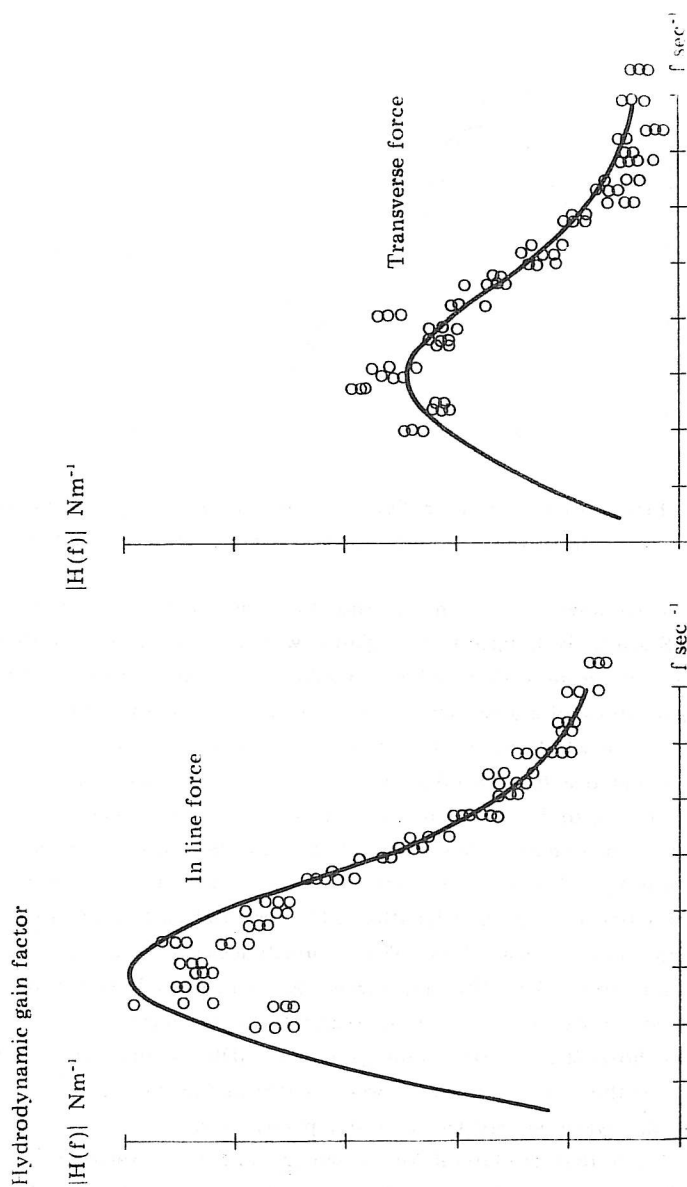 Hydrodynamic gain factor
|H(f)| Nm⁻¹
In line force
f sec⁻¹
|H(f)| Nm⁻¹
Transverse force
f sec⁻¹